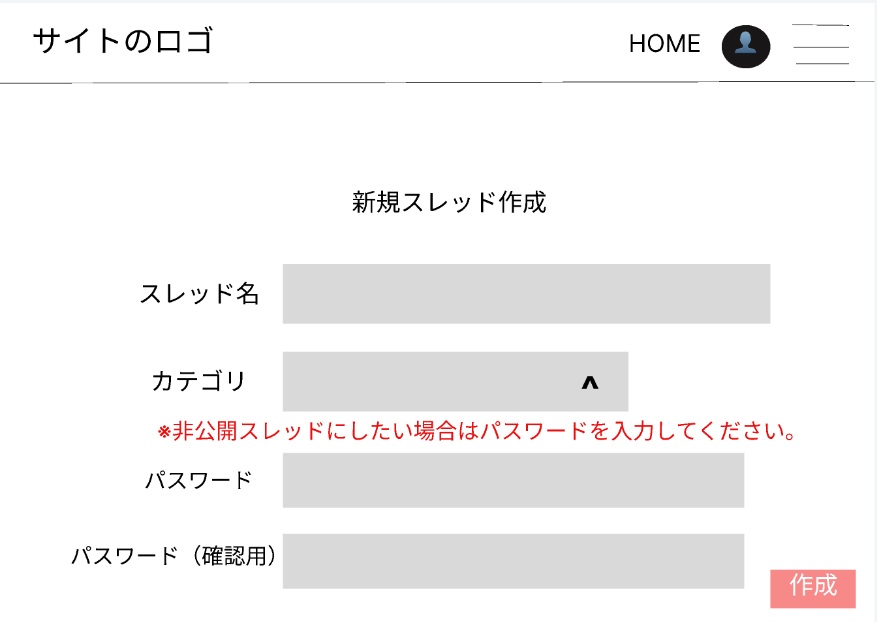 サイトのロゴ
HOME
新規スレッド作成
スレッド名
カテゴリ
※非公開スレッドにしたい場合はパスワードを入力してください。
パスワード
パスワード（確認用）
作成